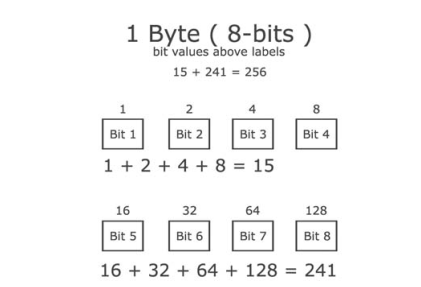 1 Byte ( 8-bits )
bit values above labels
15 + 241 = 256
1 2 4 8
Bit 1 Bit 2 Bit 3 Bit 4
1 + 2 + 4 + 8 = 15
16 32 64 128
Bit 5 Bit 6 Bit 7 Bit 8
16 + 32 + 64 + 128 = 241